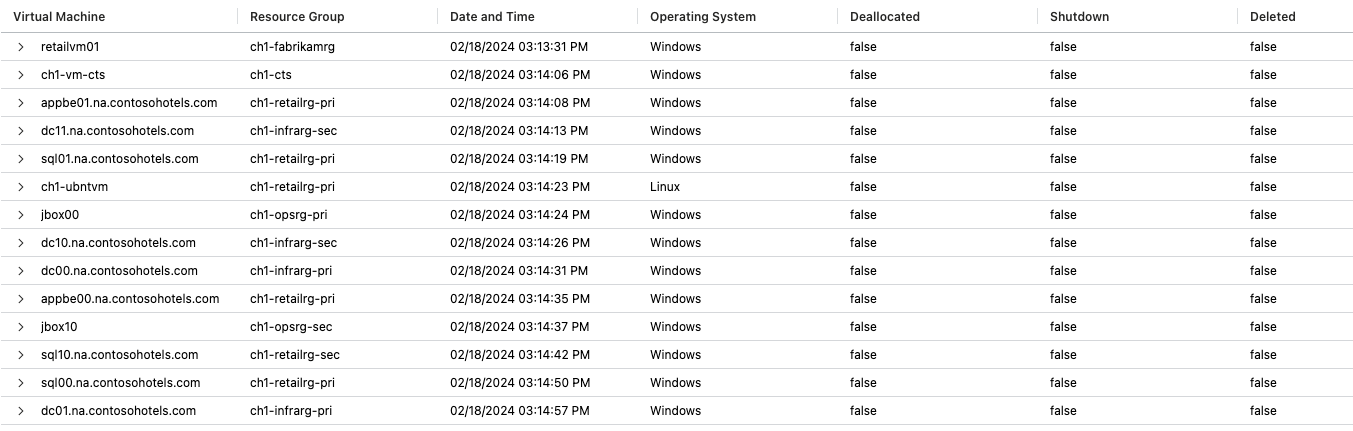 Virtual Machine Resource Group Date and Time Operating System Deallocated Shutdown Deleted
retailvm01 ch1-fabrikamrg 02/18/2024 03:13:31 PM Windows false false false
ch1-vm-cts ch1-cts 02/18/2024 03:14:06 PM Windows false false false
appbe01.na.contosohotels.com ch1-retailrg-pri 02/18/2024 03:14:08 PM Windows false false false
dc11.na.contosohotels.com ch1-infrarg-sec 02/18/2024 03:14:13 PM Windows false false false
sql01.na.contosohotels.com ch1-retailrg-pri 02/18/2024 03:14:19 PM Windows false false false
ch1-ubntvm ch1-retailrg-pri 02/18/2024 03:14:23 PM Linux false false false
jbox00 ch1-opsrg-pri 02/18/2024 03:14:24 PM Windows false false false
dc10.na.contosohotels.com ch1-infrarg-sec 02/18/2024 03:14:26 PM Windows false false false
dc00.na.contosohotels.com ch1-infrarg-pri 02/18/2024 03:14:31 PM Windows false false false
appbe00.na.contosohotels.com ch1-retailrg-pri 02/18/2024 03:14:35 PM Windows false false false
jbox10 ch1-opsrg-sec 02/18/2024 03:14:37 PM Windows false false false
sql10.na.contosohotels.com ch1-retailrg-sec 02/18/2024 03:14:42 PM Windows false false false
sql00.na.contosohotels.com ch1-retailrg-pri 02/18/2024 03:14:50 PM Windows false false false
dc01.na.contosohotels.com ch1-infrarg-pri 02/18/2024 03:14:57 PM Windows false false false